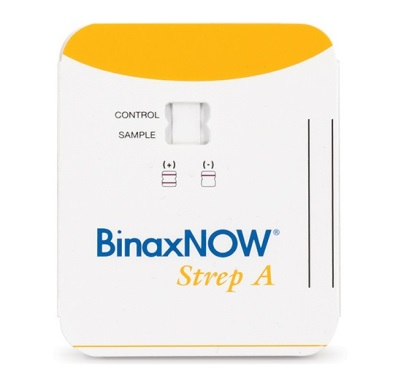 CONTROL
SAMPLE
(+) (-)
BinaxNOW®
Strep A